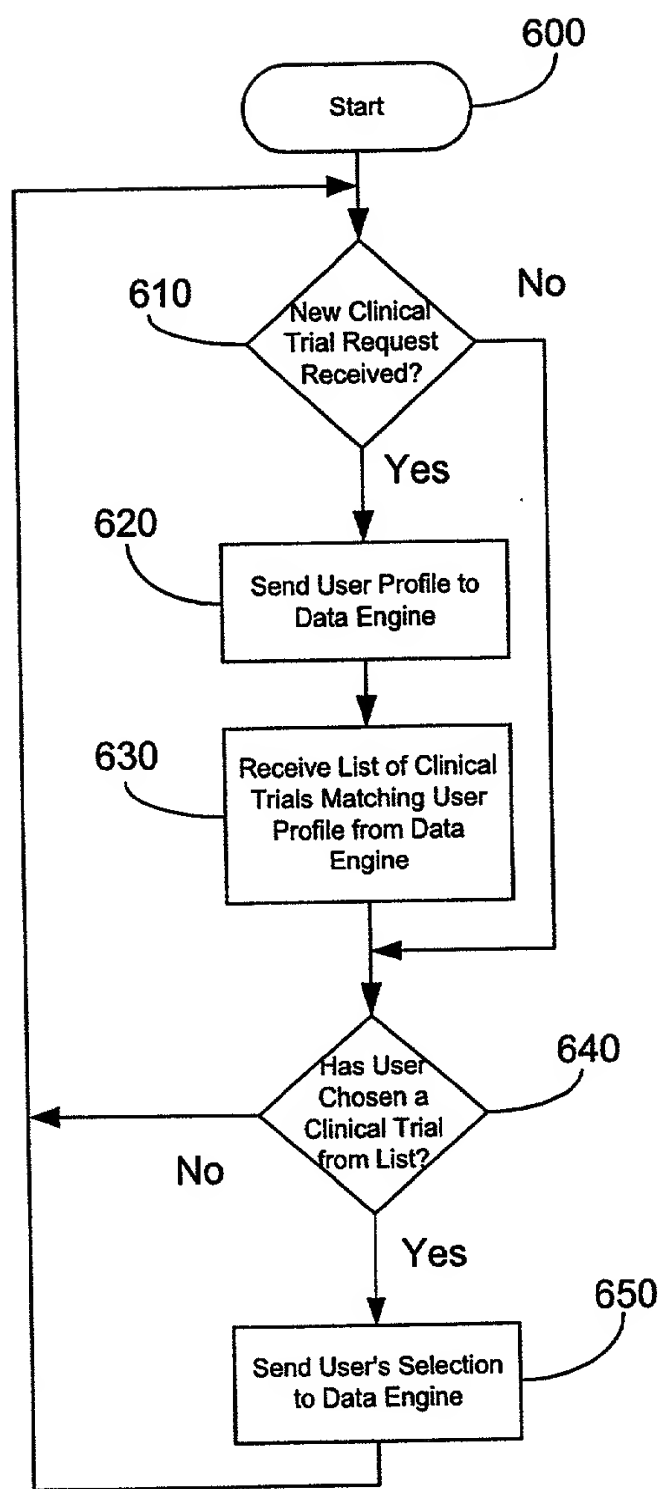 600
Start
610
New Clinical
Trial Request
Received?
No
Yes
620
Send User Profile to
Data Engine
630
Receive List of Clinical
Trials Matching User
Profile from Data
Engine
640
Has User
Chosen a
Clinical Trial
from List?
No
Yes
650
Send User's Selection
to Data Engine